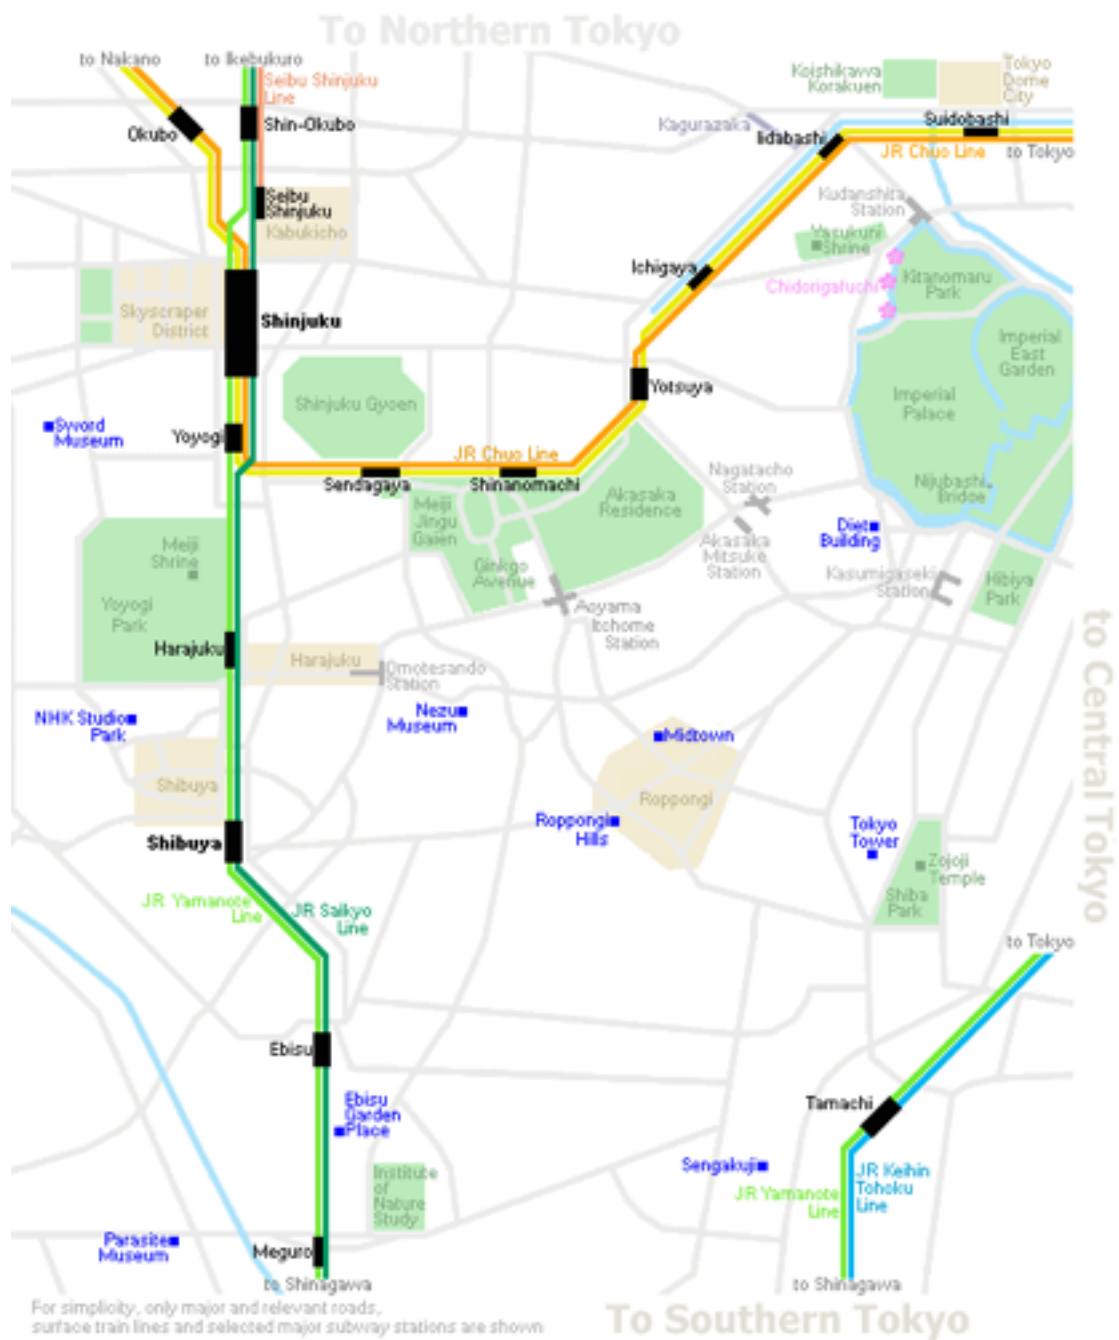 To Northern Tokyo
to Nakano
to Ikebukuro
Seibu Shinjuku
Line
Koishikawa
Korakuen
Tokyo
Dome
City
Okubo
Shin-Okubo
Kagurazaka
Iidabashi
Suidobashi
JR Chuo Line
to Tokyo
Seibu
Shinjuku
Kabukicho
Kudanshita
Station
Yasukuni
Shrine
Ichigaya
Chidorigafuchi
Kitanomaru
Park
Skyscraper
District
Shinjuku
Imperial
East
Garden
Shinjuku Gyoen
Yotsuya
Imperial
Palace
Sword
Museum
Yoyogi
JR Chuo Line
Sendagaya
Shinanomachi
Nagatacho
Station
Nijubashi
Bridge
Meiji
Jingu
Gaien
Akasaka
Residence
Akasaka
Mitsuke
Station
Diet
Building
Meiji
Shrine
Ginkgo
Avenue
Kasumigaseki
Station
Hibiya
Park
Yoyogi
Park
Aoyama
Itchome
Station
Harajuku
Harajuku
Omotesando
Station
to Central Tokyo
NHK Studio
Park
Nezu
Museum
Midtown
Shibuya
Roppongi
Roppongi
Hills
Tokyo
Tower
Shibuya
Zojoji
Temple
Shiba
Park
JR Yamanote
Line
JR Saikyo
Line
to Tokyo
Ebisu
Ebisu
Garden
Place
Tamachi
Sengakuji
JR Yamanote
Line
JR Keihin
Tohoku
Line
Institute
of
Nature
Study
Parasite
Museum
Meguro
to Shinagawa
to Shinagawa
For simplicity, only major and relevant roads,
surface train lines and selected major subway stations are shown
To Southern Tokyo